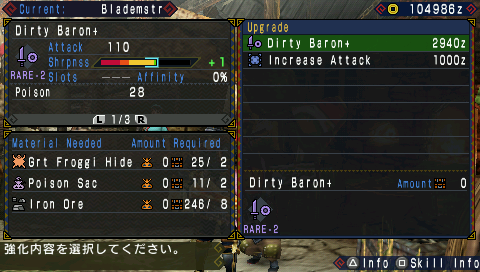 Current: Blademstr
104986z
Dirty Baron+
Attack 110
Shrpnss +1
RARE-2 Slots --- Affinity 0%
Poison 28
L 1/3 R
Material Needed Amount Required
Grt Froggi Hide 0 25/ 2
Poison Sac 0 11/ 2
Iron Ore 0 246/ 8
Upgrade
Dirty Baron+ 2940z
Increase Attack 1000z
Dirty Baron+ Amount 0
RARE-2
強化内容を選択してください。
Info Skill Info